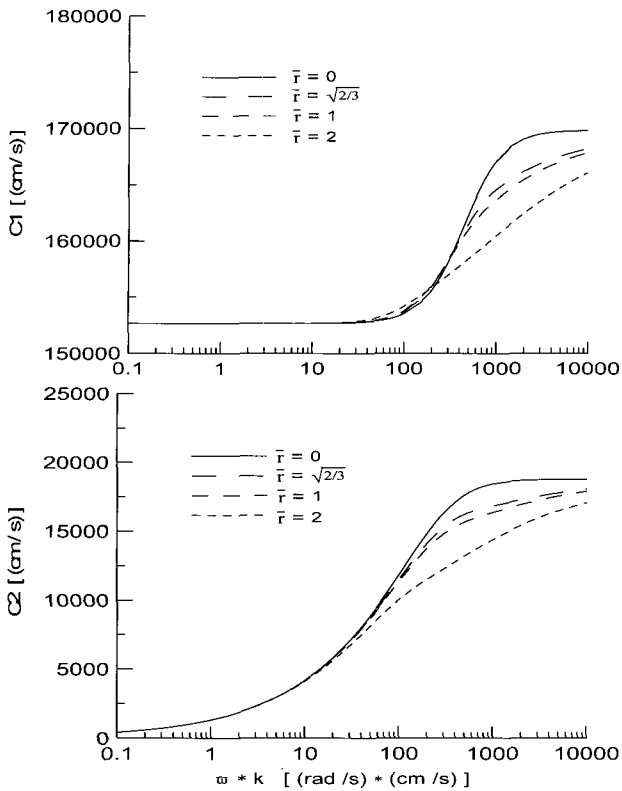 180000
170000
160000
150000
C1 [ (cm/s)]
r̄ = 0
r̄ = √2/3
r̄ = 1
r̄ = 2
0.1 1 10 100 1000 10000
25000
20000
15000
10000
5000
0
C2 [ (cm/s)]
r̄ = 0
r̄ = √2/3
r̄ = 1
r̄ = 2
0.1 1 10 100 1000 10000
ϖ * k [ (rad /s) * (cm /s) ]